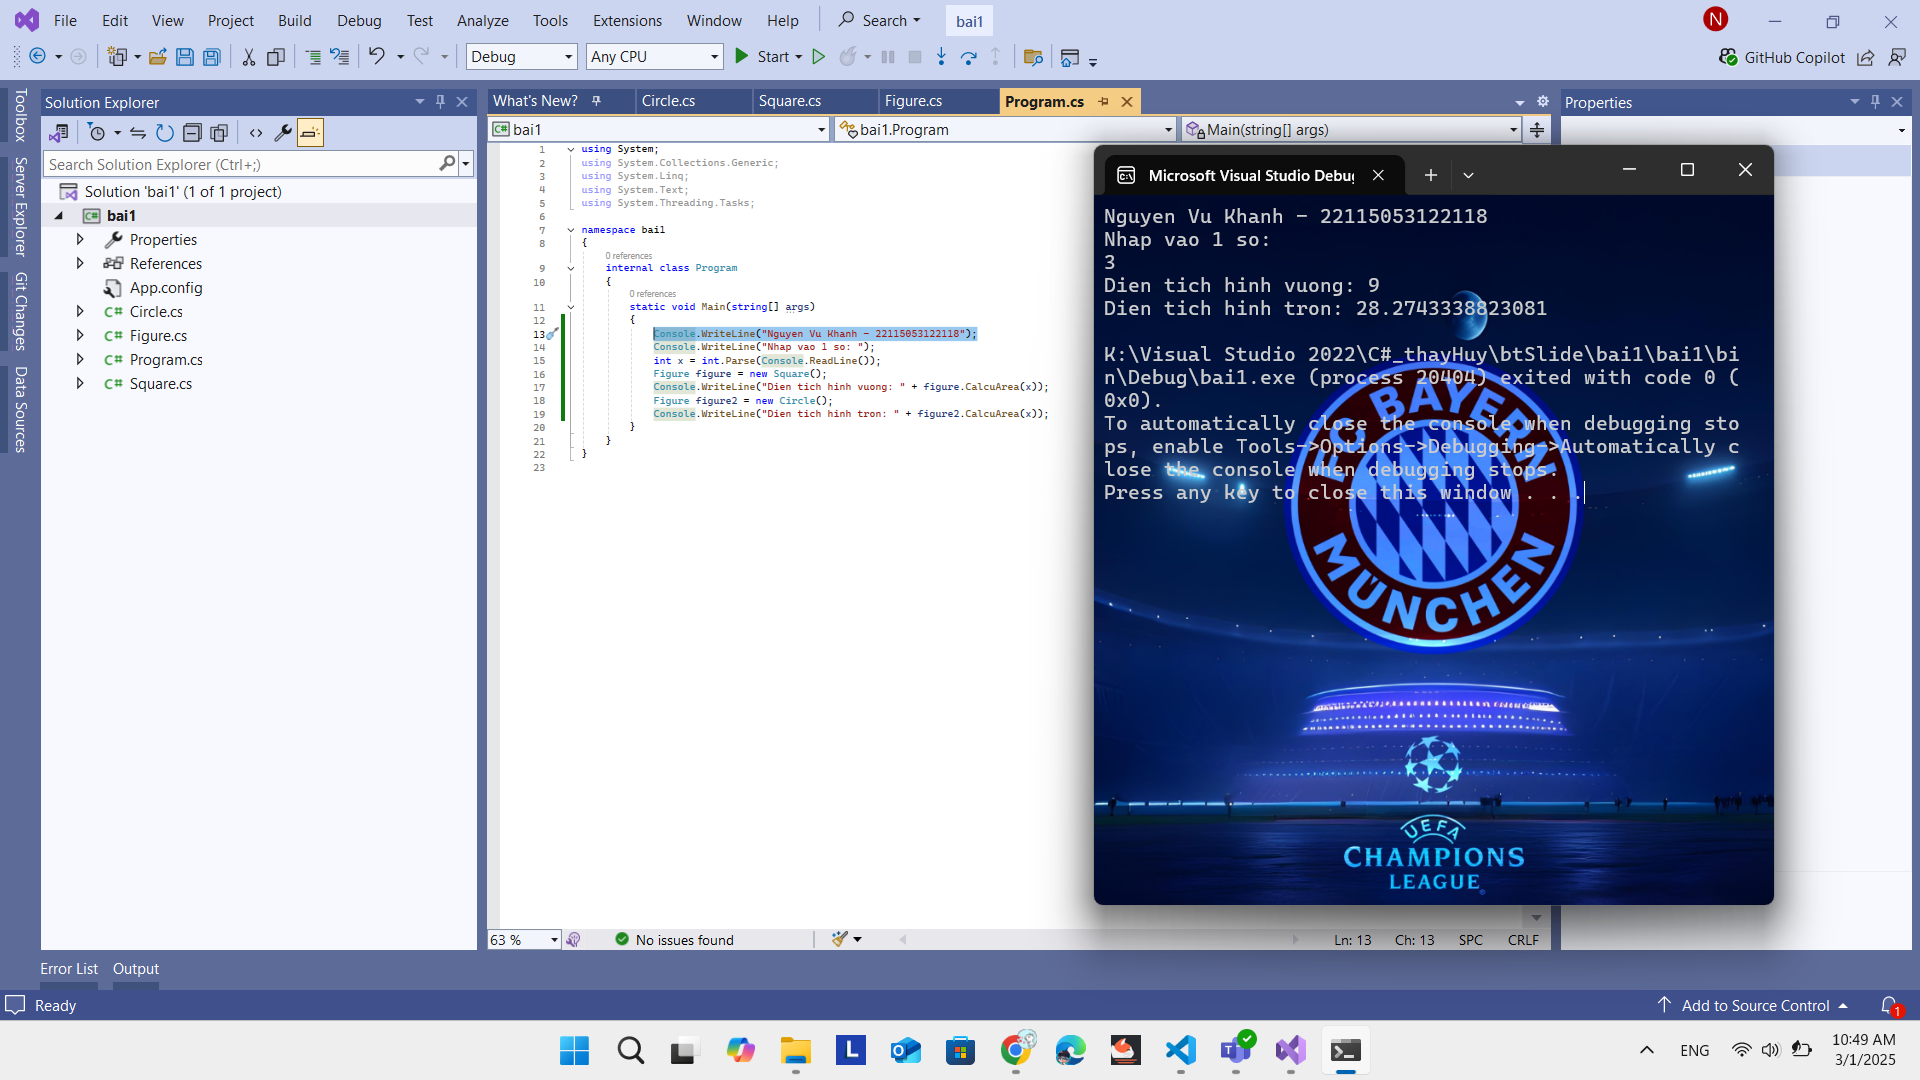 File Edit View Project Build Debug Test Analyze Tools Extensions Window Help Search bai1 N
Debug Any CPU Start GitHub Copilot
Toolbox
Server Explorer
Git Changes
Data Sources
Solution Explorer
Search Solution Explorer (Ctrl+;)
Solution 'bai1' (1 of 1 project)
bai1
Properties
References
App.config
Circle.cs
Figure.cs
Program.cs
Square.cs
What's New? Circle.cs Square.cs Figure.cs Program.cs
bai1 bai1.Program Main(string[] args)
1 using System;
2 using System.Collections.Generic;
3 using System.Linq;
4 using System.Text;
5 using System.Threading.Tasks;
6
7 namespace bai1
8 {
0 references
9 internal class Program
10 {
0 references
11 static void Main(string[] args)
12 {
13 Console.WriteLine("Nguyen Vu Khanh - 22115053122118");
14 Console.WriteLine("Nhap vao 1 so: ");
15 int x = int.Parse(Console.ReadLine());
16 Figure figure = new Square();
17 Console.WriteLine("Dien tich hinh vuong: " + figure.CalcuArea(x));
18 Figure figure2 = new Circle();
19 Console.WriteLine("Dien tich hinh tron: " + figure2.CalcuArea(x));
20 }
21 }
22 }
23
63 % No issues found Ln: 13 Ch: 13 SPC CRLF
Properties
Microsoft Visual Studio Debug
Nguyen Vu Khanh - 22115053122118
Nhap vao 1 so:
3
Dien tich hinh vuong: 9
Dien tich hinh tron: 28.2743338823081
K:\Visual Studio 2022\C#_thayHuy\btSlide\bai1\bai1\bi
n\Debug\bai1.exe (process 20404) exited with code 0 (
0x0).
To automatically close the console when debugging sto
ps, enable Tools->Options->Debugging->Automatically c
lose the console when debugging stops.
Press any key to close this window . . .
FC BAYERN
MÜNCHEN
UEFA
CHAMPIONS
LEAGUE
Error List Output
Ready Add to Source Control 1
L ENG 10:49 AM
3/1/2025